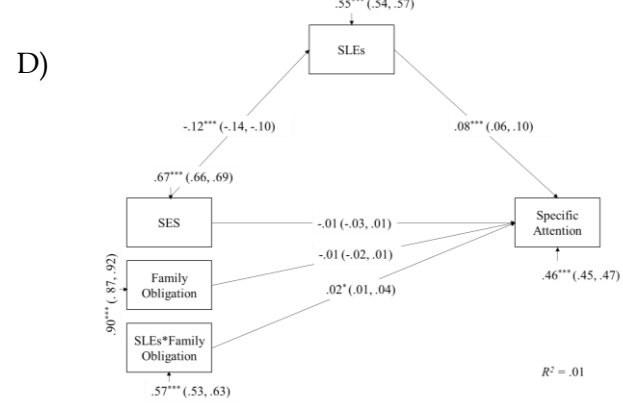 .55*** (.54, .57)
SLEs
D)
-.12*** (-.14, -.10)
.08*** (.06, .10)
.67*** (.66, .69)
SES
-.01 (-.03, .01)
Specific
Attention
-.01 (-.02, .01)
.90*** (. 87, .92)
Family
Obligation
.02* (.01, .04)
.46*** (.45, .47)
SLEs*Family
Obligation
R² = .01
.57*** (.53, .63)